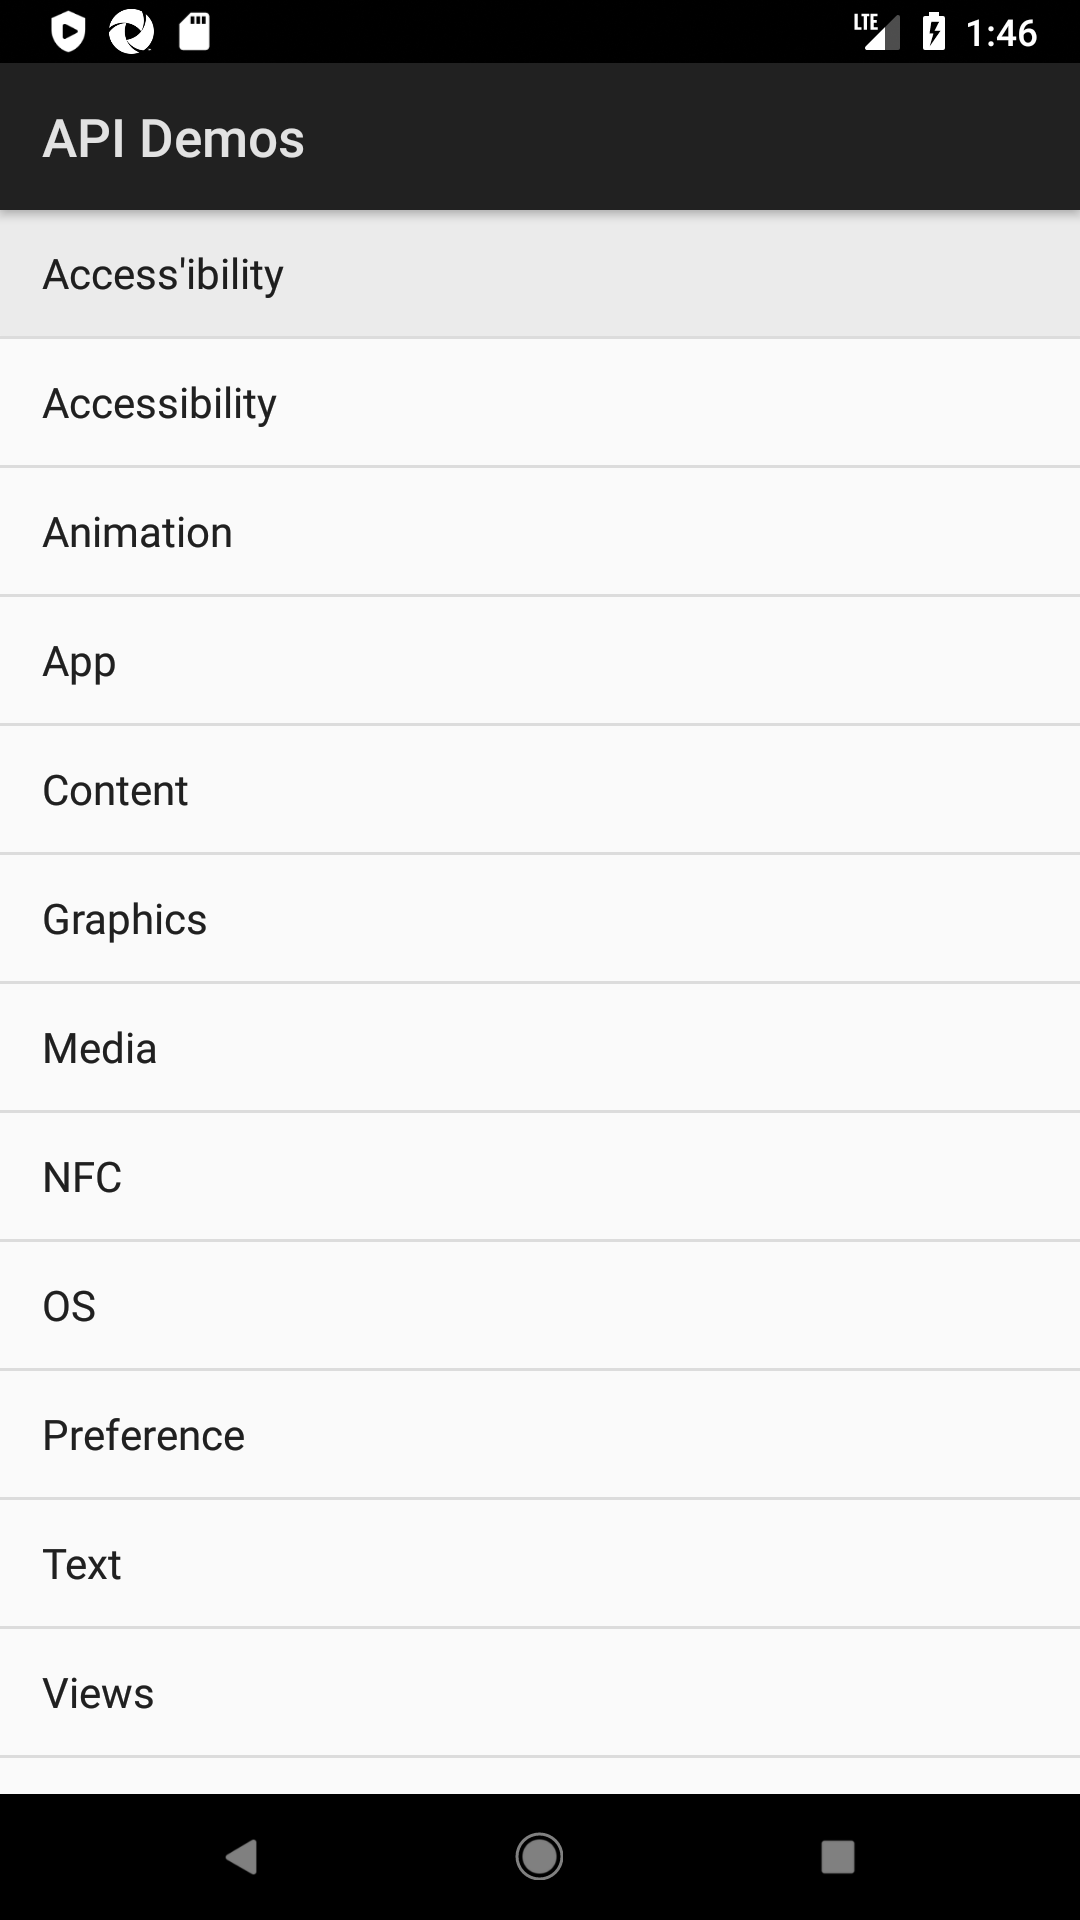 LTE 1:46
API Demos
Access'ibility
Accessibility
Animation
App
Content
Graphics
Media
NFC
OS
Preference
Text
Views